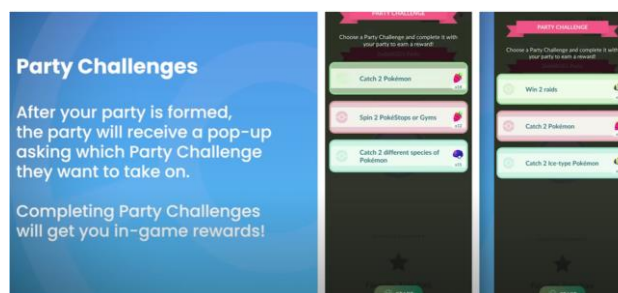 Party Challenges
After your party is formed,
the party will receive a pop-up
asking which Party Challenge
they want to take on.
Completing Party Challenges
will get you in-game rewards!
PARTY CHALLENGE
Choose a Party Challenge and complete it with
your party to earn a reward!
Catch 2 Pokémon
Spin 2 PokéStops or Gyms
Catch 2 different species of
Pokémon
PARTY CHALLENGE
Choose a Party Challenge and complete it with
your party to earn a reward!
Win 2 raids
Catch 2 Pokémon
Catch 2 Ice-type Pokémon